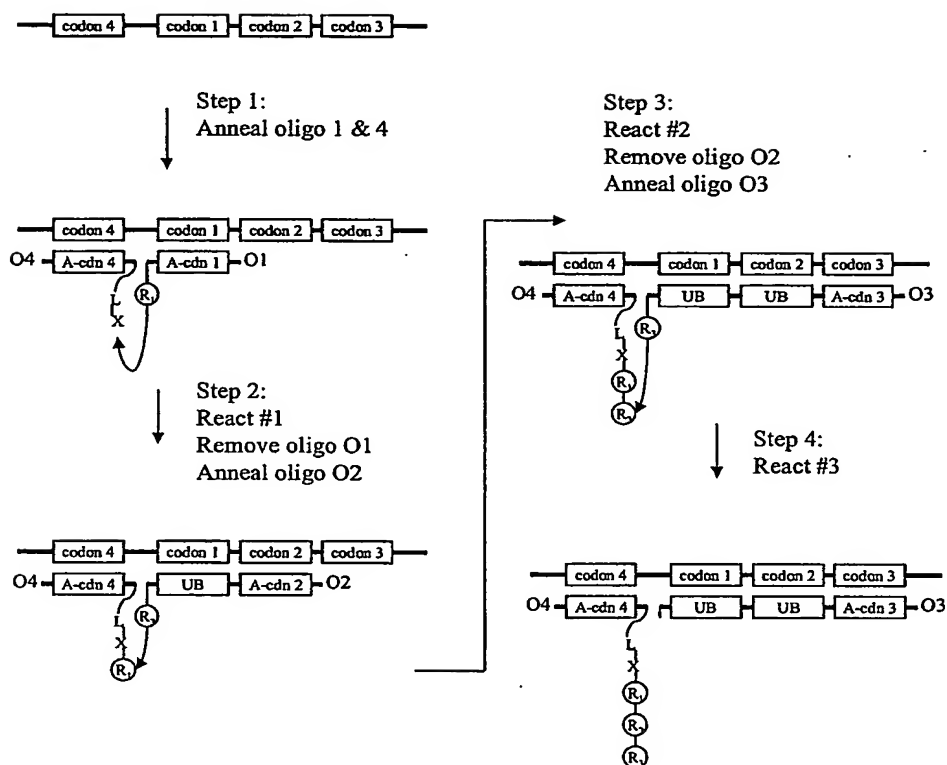 codon 4 codon 1 codon 2 codon 3
Step 1:
Anneal oligo 1 & 4
codon 4 codon 1 codon 2 codon 3
O4 A-cdn 4 A-cdn 1 O1
R₁
L
X
Step 2:
React #1
Remove oligo O1
Anneal oligo O2
codon 4 codon 1 codon 2 codon 3
O4 A-cdn 4 UB A-cdn 2 O2
R₂
L
X
R₁
Step 3:
React #2
Remove oligo O2
Anneal oligo O3
codon 4 codon 1 codon 2 codon 3
O4 A-cdn 4 UB UB A-cdn 3 O3
R₃
L
X
R₁
R₂
Step 4:
React #3
codon 4 codon 1 codon 2 codon 3
O4 A-cdn 4 UB UB A-cdn 3 O3
L
X
R₁
R₂
R₃